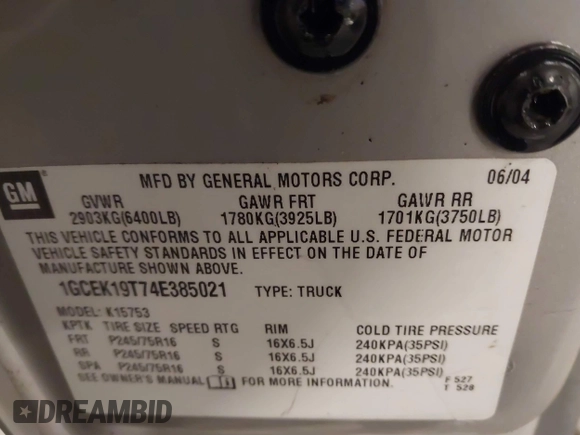 GM
MFD BY GENERAL MOTORS CORP. 06/04
GVWR GAWR FRT GAWR RR
2903KG(6400LB) 1780KG(3925LB) 1701KG(3750LB)
THIS VEHICLE CONFORMS TO ALL APPLICABLE U.S. FEDERAL MOTOR
VEHICLE SAFETY STANDARDS IN EFFECT ON THE DATE OF
MANUFACTURE SHOWN ABOVE.
1GCEK19T74E385021 TYPE: TRUCK
MODEL: K15753
KPTK TIRE SIZE SPEED RTG RIM COLD TIRE PRESSURE
FRT P245/75R16 S 16X6.5J 240KPA(35PSI)
RR P245/75R16 S 16X6.5J 240KPA(35PSI)
SPA P245/75R16 S 16X6.5J 240KPA(35PSI)
SEE OWNER'S MANUAL FOR MORE INFORMATION. F 527
T 528
DREAMBID